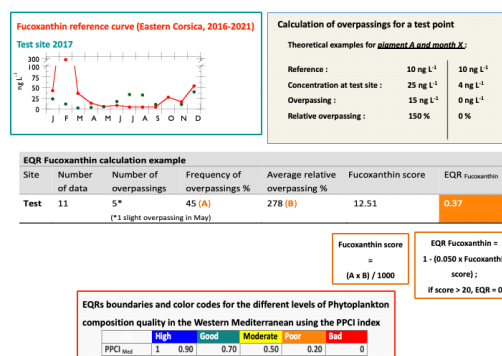 Fucoxanthin reference curve (Eastern Corsica, 2016-2021)
Test site 2017
ng L-1
300
100
75
50
25
0
J F M A M J J A S O N D
Calculation of overpassings for a test point
Theoretical examples for pigment A and month X :
Reference : 10 ng L-1 10 ng L-1
Concentration at test site : 25 ng L-1 4 ng L-1
Overpassing : 15 ng L-1 0 ng L-1
Relative overpassing : 150 % 0 %
EQR Fucoxanthin calculation example
Site Number of data Number of overpassings Frequency of overpassings % Average relative overpassing % Fucoxanthin score EQR Fucoxanthin
Test 11 5* 45 (A) 278 (B) 12.51 0.37
(*1 slight overpassing in May)
Fucoxanthin score
=
(A x B) / 1000
EQR Fucoxanthin =
1 - (0.050 x Fucoxanthi
score) ;
if score > 20, EQR = 0
EQRs boundaries and color codes for the different levels of Phytoplankton
composition quality in the Western Mediterranean using the PPCI index
High Good Moderate Poor Bad
PPCI Med 1 0.90 0.70 0.50 0.20 0